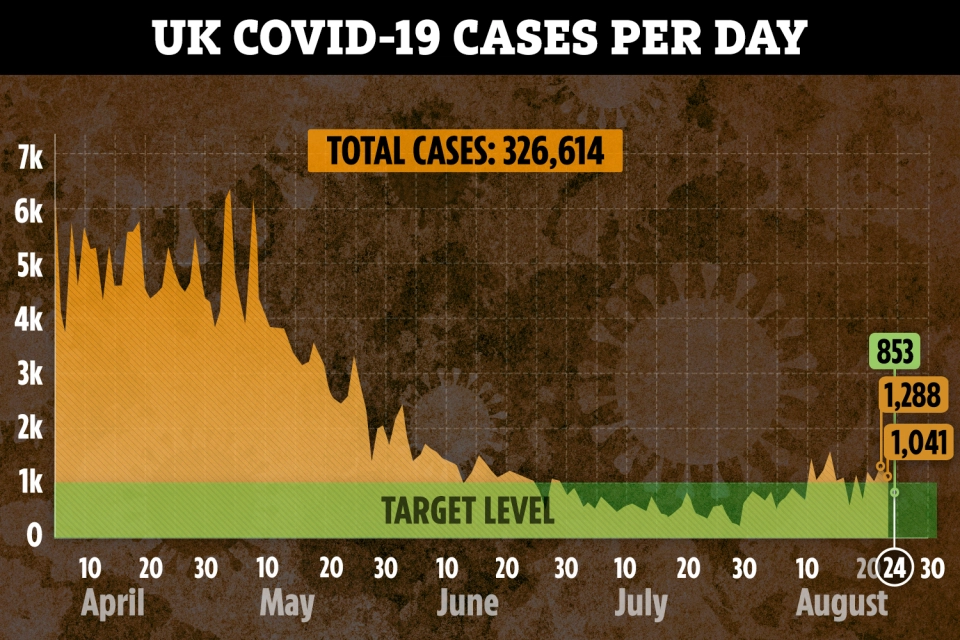 UK COVID-19 CASES PER DAY
TOTAL CASES: 326,614
7k
6k
5k
4k
3k
2k
1k
0
853
1,288
1,041
TARGET LEVEL
10 20 30 10 20 30 10 20 30 10 20 30 10 20 24 30
April May June July August